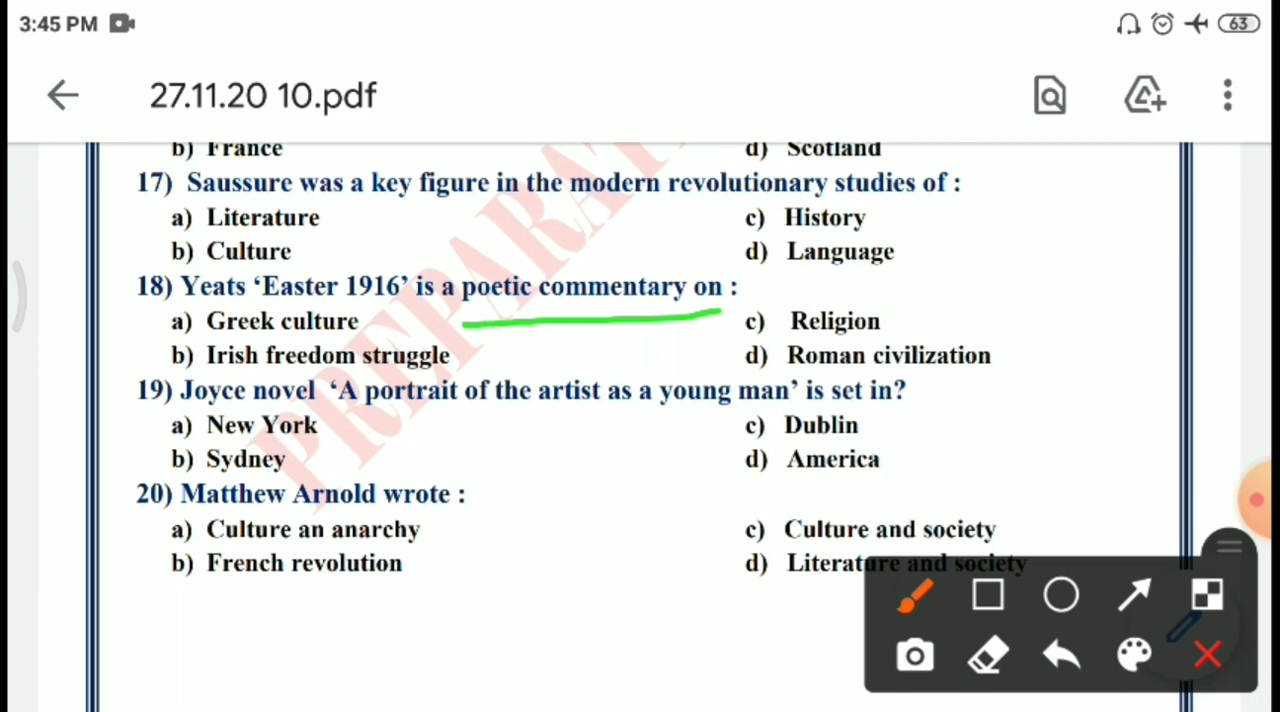 3:45 PM 63
27.11.20 10.pdf
b) France d) Scotland
17) Saussure was a key figure in the modern revolutionary studies of :
a) Literature c) History
b) Culture d) Language
18) Yeats ‘Easter 1916’ is a poetic commentary on :
a) Greek culture c) Religion
b) Irish freedom struggle d) Roman civilization
19) Joyce novel ‘A portrait of the artist as a young man’ is set in?
a) New York c) Dublin
b) Sydney d) America
20) Matthew Arnold wrote :
a) Culture an anarchy c) Culture and society
b) French revolution d) Literature and society
PREPARAT